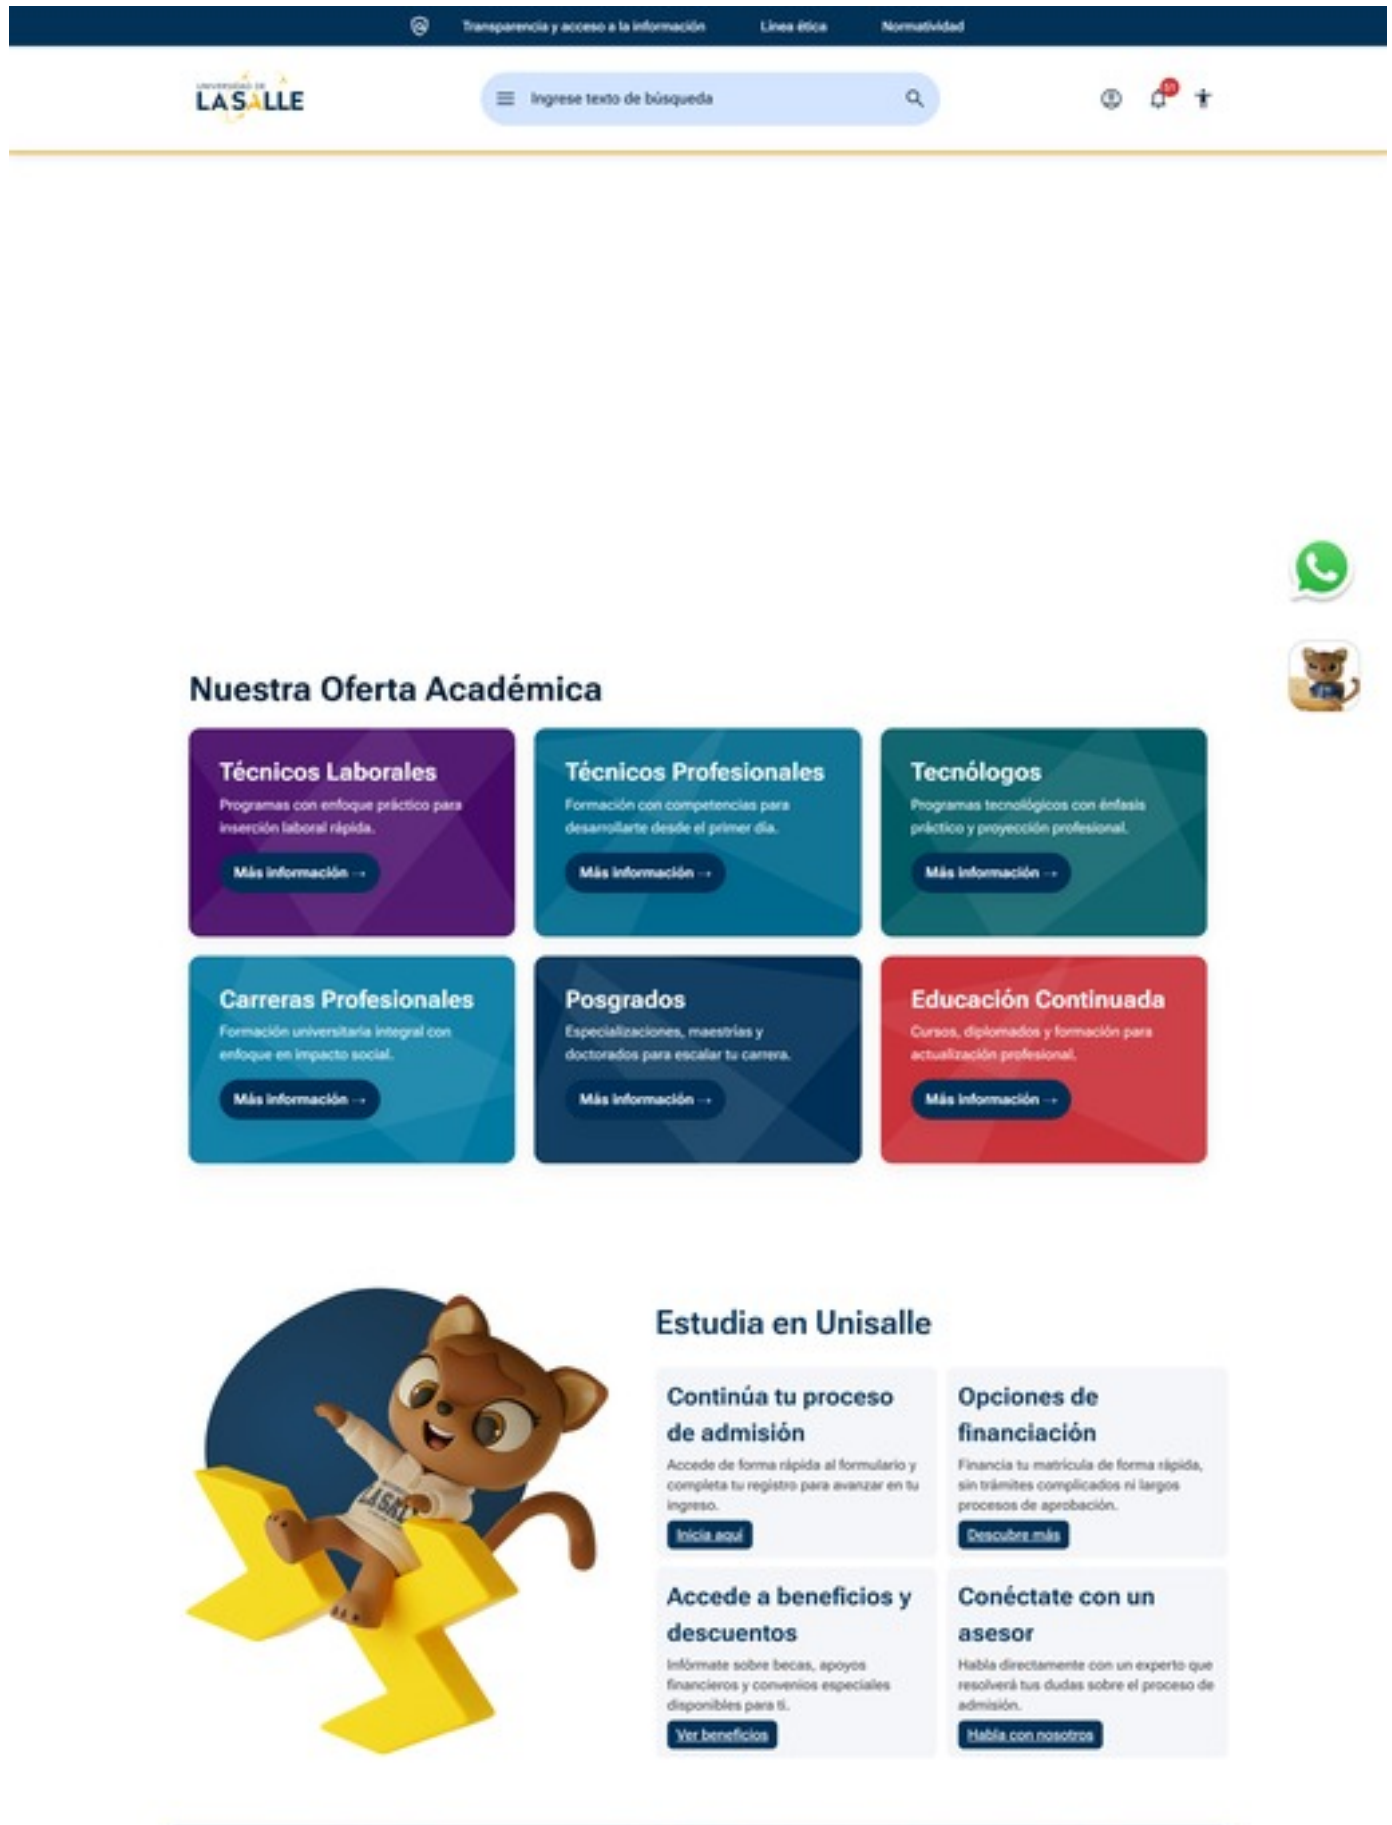 Transparencia y acceso a la información
Línea ética
Normatividad
UNIVERSIDAD DE
LA SALLE
Ingrese texto de búsqueda
Nuestra Oferta Académica
Técnicos Laborales
Programas con enfoque práctico para
inserción laboral rápida.
Más información →
Técnicos Profesionales
Formación con competencias para
desarrollarte desde el primer día.
Más información →
Tecnólogos
Programas tecnológicos con énfasis
práctico y proyección profesional.
Más información →
Carreras Profesionales
Formación universitaria integral con
enfoque en impacto social.
Más información →
Posgrados
Especializaciones, maestrías y
doctorados para escalar tu carrera.
Más información →
Educación Continuada
Cursos, diplomados y formación para
actualización profesional.
Más información →
LASALLE
Estudia en Unisalle
Continúa tu proceso
de admisión
Accede de forma rápida al formulario y
completa tu registro para avanzar en tu
ingreso.
Inicia aquí
Opciones de
financiación
Financia tu matrícula de forma rápida,
sin trámites complicados ni largos
procesos de aprobación.
Descubre más
Accede a beneficios y
descuentos
Infórmate sobre becas, apoyos
financieros y convenios especiales
disponibles para ti.
Ver beneficios
Conéctate con un
asesor
Habla directamente con un experto que
resolverá tus dudas sobre el proceso de
admisión.
Habla con nosotros